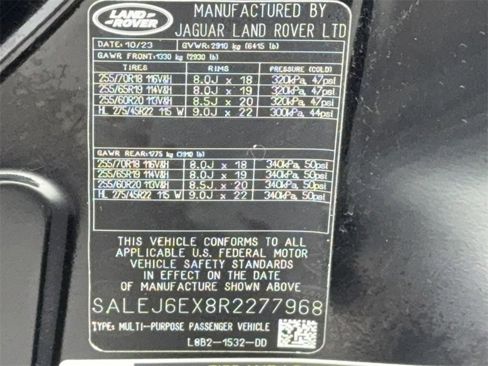 LAND
ROVER
MANUFACTURED BY
JAGUAR LAND ROVER LTD
DATE: 10/23 GVWR: 2910 kg (6415 lb)
GAWR FRONT: 1330 kg (2930 lb)
TIRES RIMS PRESSURE (COLD)
255/70R18 116V&H 8.0J x 18 320kPa, 47psi
255/65R19 114V&H 8.0J x 19 320kPa, 47psi
255/60R20 113V&H 8.5J x 20 320kPa, 47psi
HL 275/45R22 115 W 9.0J x 22 300kPa, 44psi
GAWR REAR: 1775 kg (3910 lb)
255/70R18 116V&H 8.0J x 18 340kPa, 50psi
255/65R19 114V&H 8.0J x 19 340kPa, 50psi
255/60R20 113V&H 8.5J x 20 340kPa, 50psi
HL 275/45R22 115 W 9.0J x 22 340kPa, 50psi
THIS VEHICLE CONFORMS TO ALL
APPLICABLE U.S. FEDERAL MOTOR
VEHICLE SAFETY STANDARDS
IN EFFECT ON THE DATE
OF MANUFACTURE SHOWN ABOVE
SALEJ6EX8R2277968
TYPE: MULTI-PURPOSE PASSENGER VEHICLE
L8B2-1532-DD